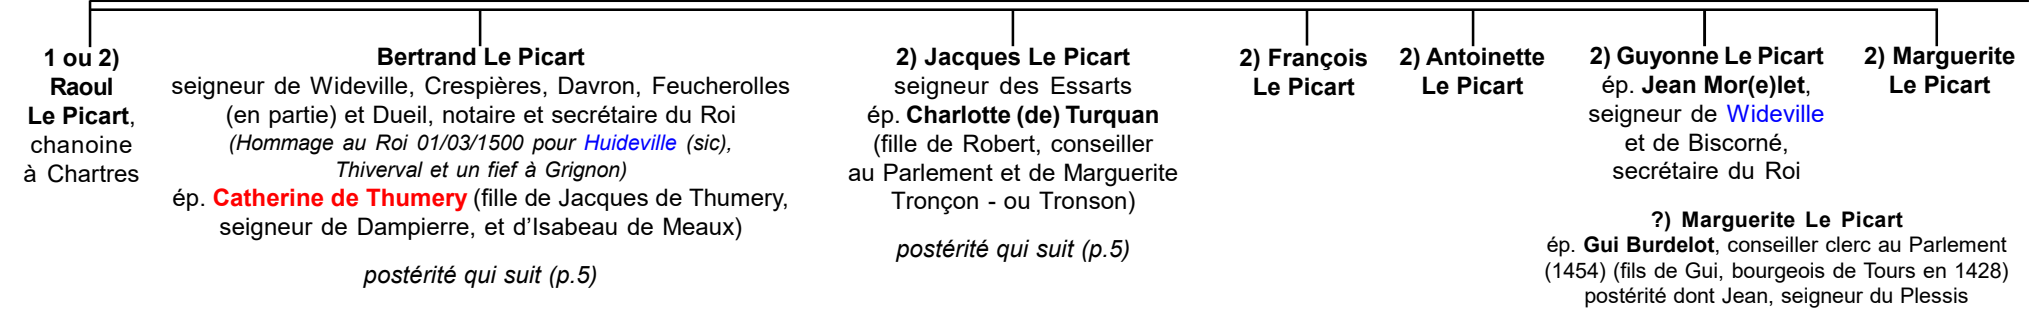 1 ou 2)
Raoul
Le Picart,
chanoine
à Chartres
Bertrand Le Picart
seigneur de Wideville, Crespières, Davron, Feucherolles
(en partie) et Dueil, notaire et secrétaire du Roi
(Hommage au Roi 01/03/1500 pour Huideville (sic),
Thiverval et un fief à Grignon)
ép. Catherine de Thumery (fille de Jacques de Thumery,
seigneur de Dampierre, et d'Isabeau de Meaux)
postérité qui suit (p.5)
2) Jacques Le Picart
seigneur des Essarts
ép. Charlotte (de) Turquan
(fille de Robert, conseiller
au Parlement et de Marguerite
Tronçon - ou Tronson)
postérité qui suit (p.5)
2) François
Le Picart
2) Antoinette
Le Picart
2) Guyonne Le Picart
ép. Jean Mor(e)let,
seigneur de Wideville
et de Biscorné,
secrétaire du Roi
2) Marguerite
Le Picart
?) Marguerite Le Picart
ép. Gui Burdelot, conseiller clerc au Parlement
(1454) (fils de Gui, bourgeois de Tours en 1428)
postérité dont Jean, seigneur du Plessis